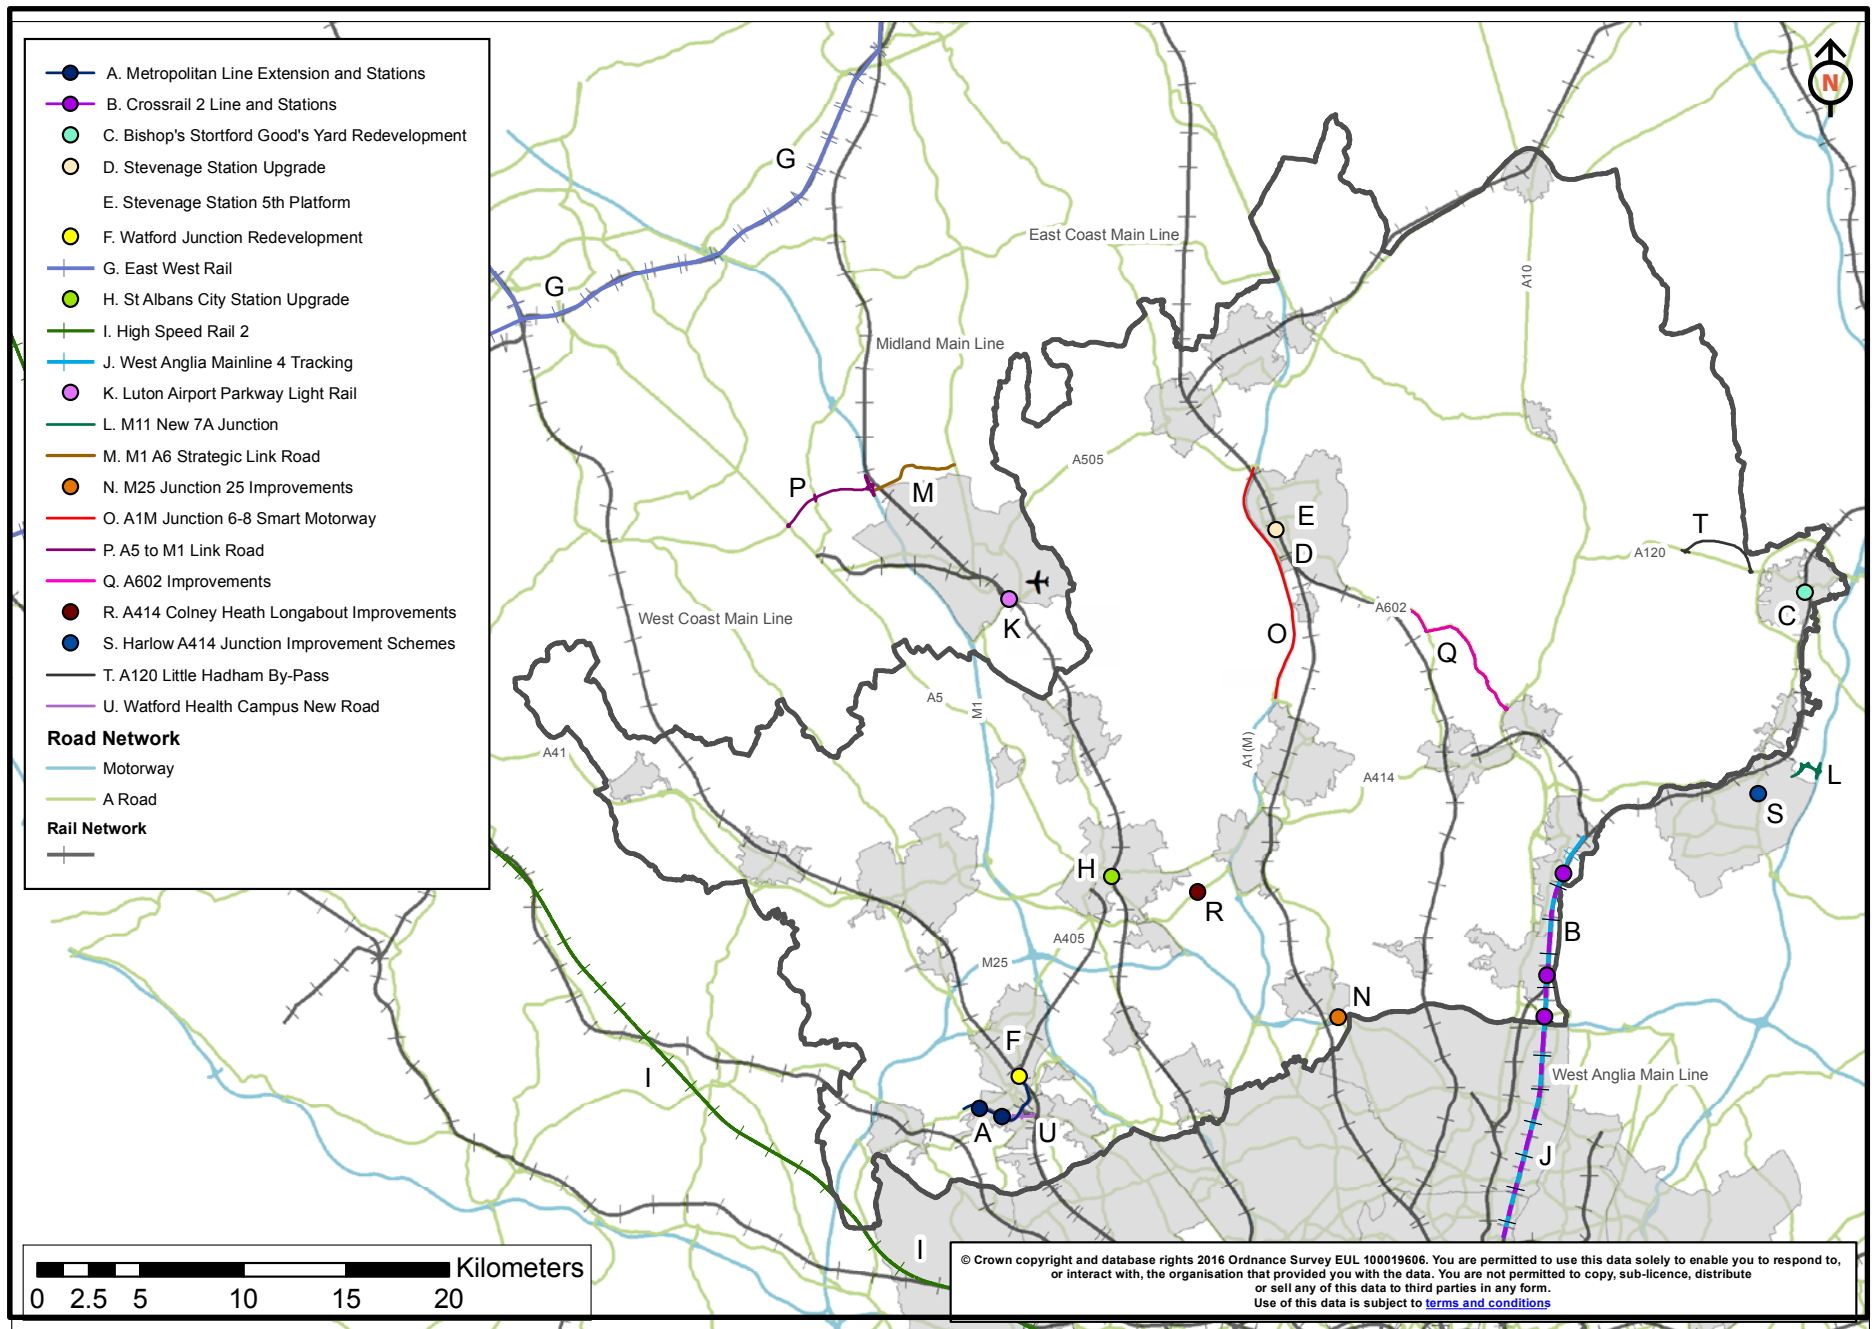 A. Metropolitan Line Extension and Stations
B. Crossrail 2 Line and Stations
C. Bishop's Stortford Good's Yard Redevelopment
D. Stevenage Station Upgrade
E. Stevenage Station 5th Platform
F. Watford Junction Redevelopment
G. East West Rail
H. St Albans City Station Upgrade
I. High Speed Rail 2
J. West Anglia Mainline 4 Tracking
K. Luton Airport Parkway Light Rail
L. M11 New 7A Junction
M. M1 A6 Strategic Link Road
N. M25 Junction 25 Improvements
O. A1M Junction 6-8 Smart Motorway
P. A5 to M1 Link Road
Q. A602 Improvements
R. A414 Colney Heath Longabout Improvements
S. Harlow A414 Junction Improvement Schemes
T. A120 Little Hadham By-Pass
U. Watford Health Campus New Road
Road Network
Motorway
A Road
Rail Network
N
G
G
East Coast Main Line
A10
Midland Main Line
A505
P
M
E
D
T
A120
C
K
West Coast Main Line
A602
O
Q
A5
M1
A41
A1(M)
A414
L
S
H
R
B
A405
M25
N
F
I
West Anglia Main Line
A
U
J
I
Kilometers
0 2.5 5 10 15 20
© Crown copyright and database rights 2016 Ordnance Survey EUL 100019606. You are permitted to use this data solely to enable you to respond to,
or interact with, the organisation that provided you with the data. You are not permitted to copy, sub-licence, distribute
or sell any of this data to third parties in any form.
Use of this data is subject to terms and conditions